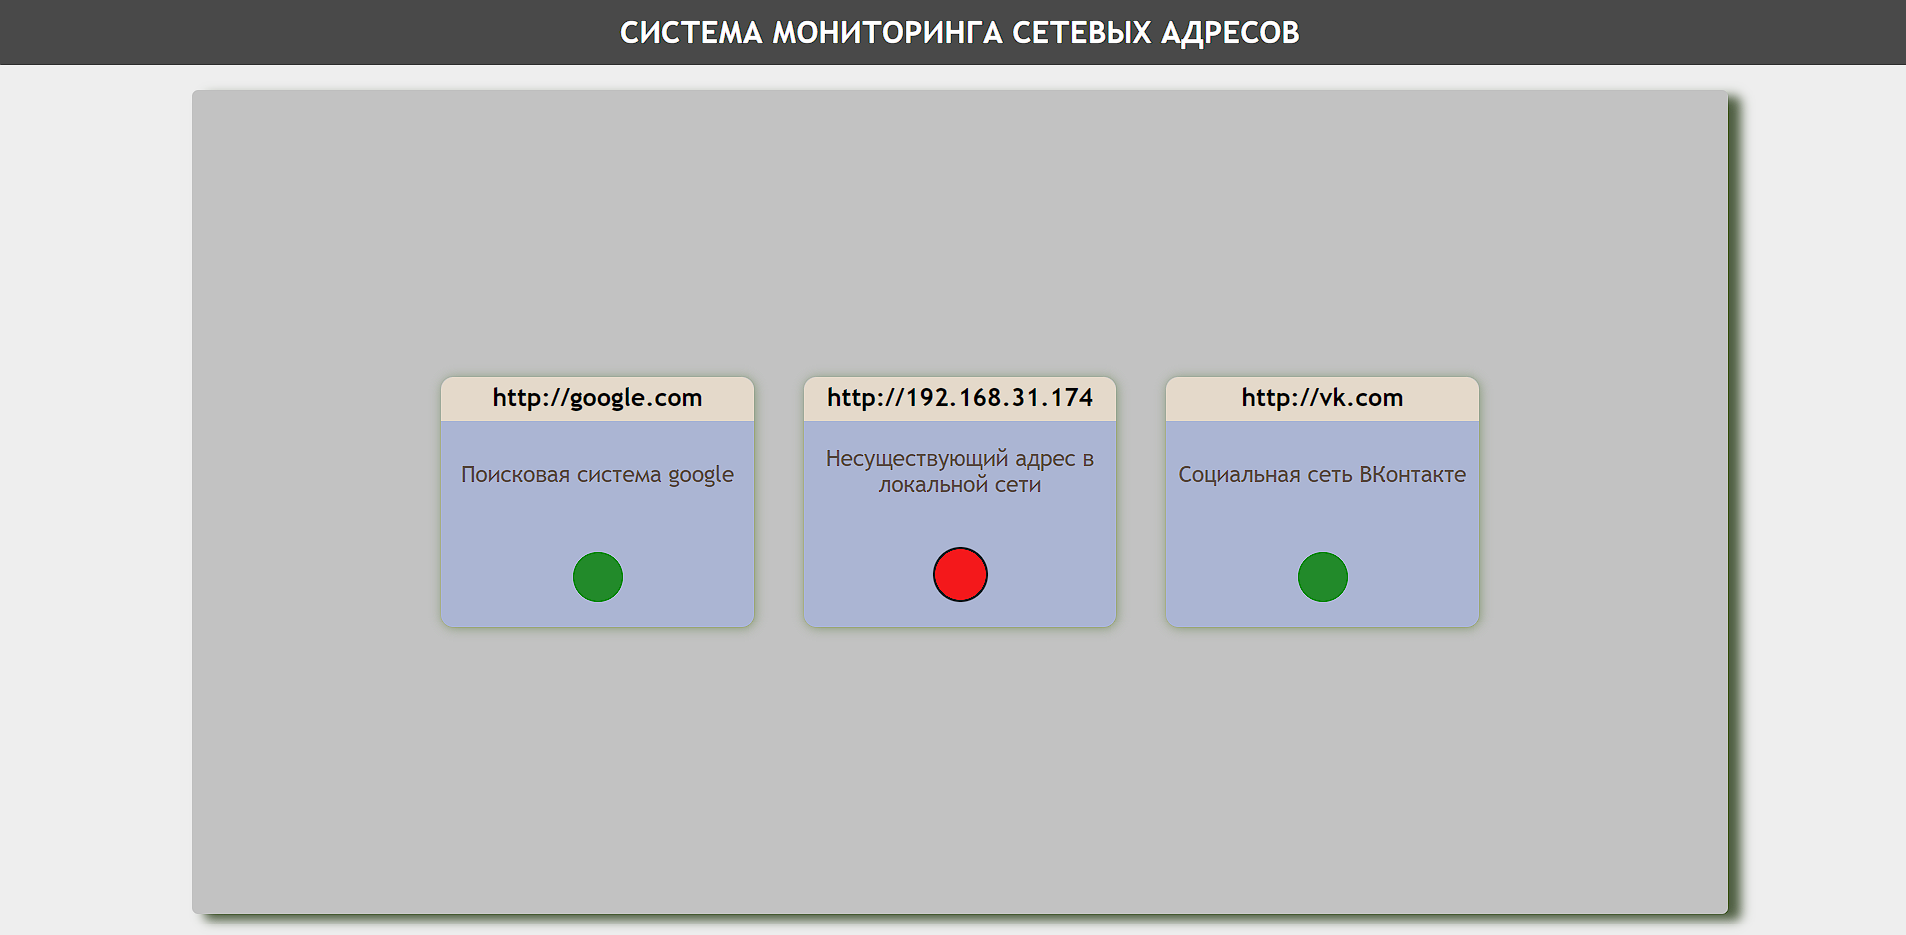 СИСТЕМА МОНИТОРИНГА СЕТЕВЫХ АДРЕСОВ
http://google.com
Поисковая система google
http://192.168.31.174
Несуществующий адрес в
локальной сети
http://vk.com
Социальная сеть ВКонтакте